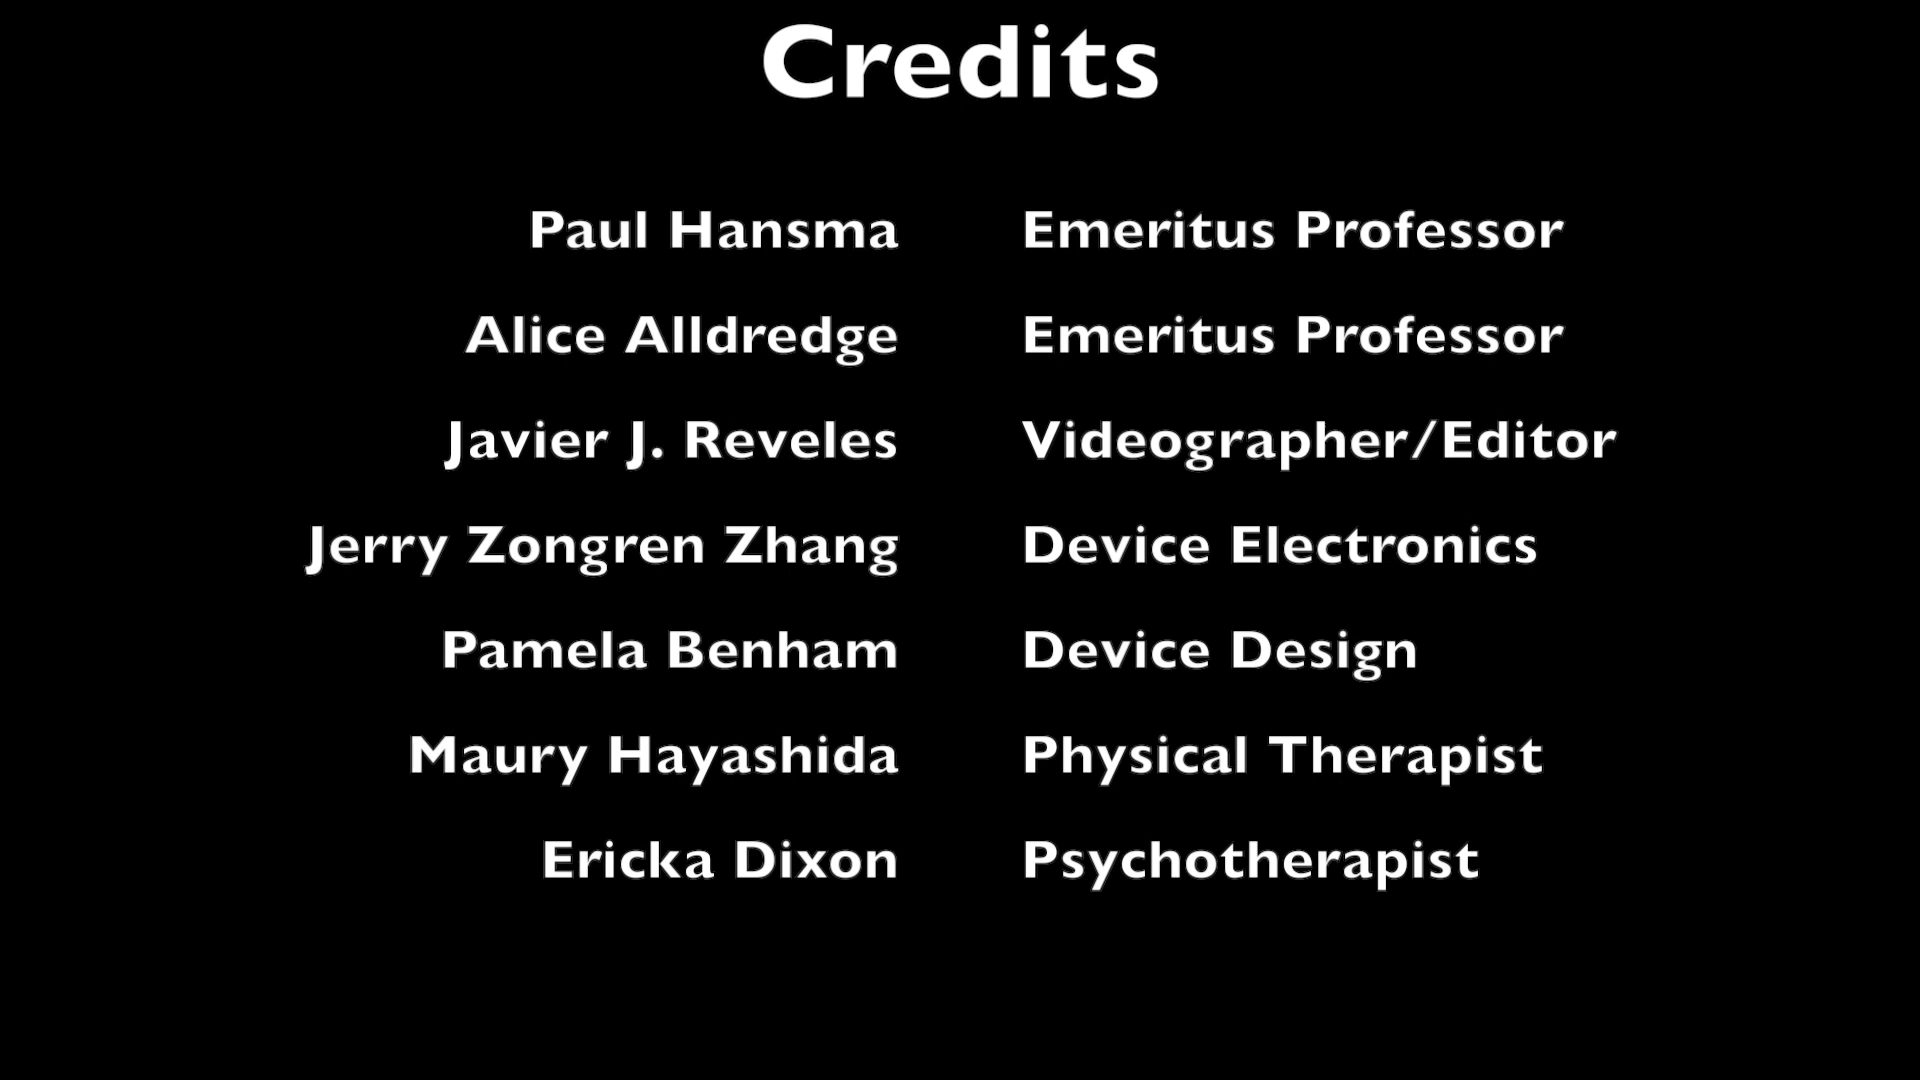 Credits
Paul Hansma Emeritus Professor
Alice Alldredge Emeritus Professor
Javier J. Reveles Videographer/Editor
Jerry Zongren Zhang Device Electronics
Pamela Benham Device Design
Maury Hayashida Physical Therapist
Ericka Dixon Psychotherapist